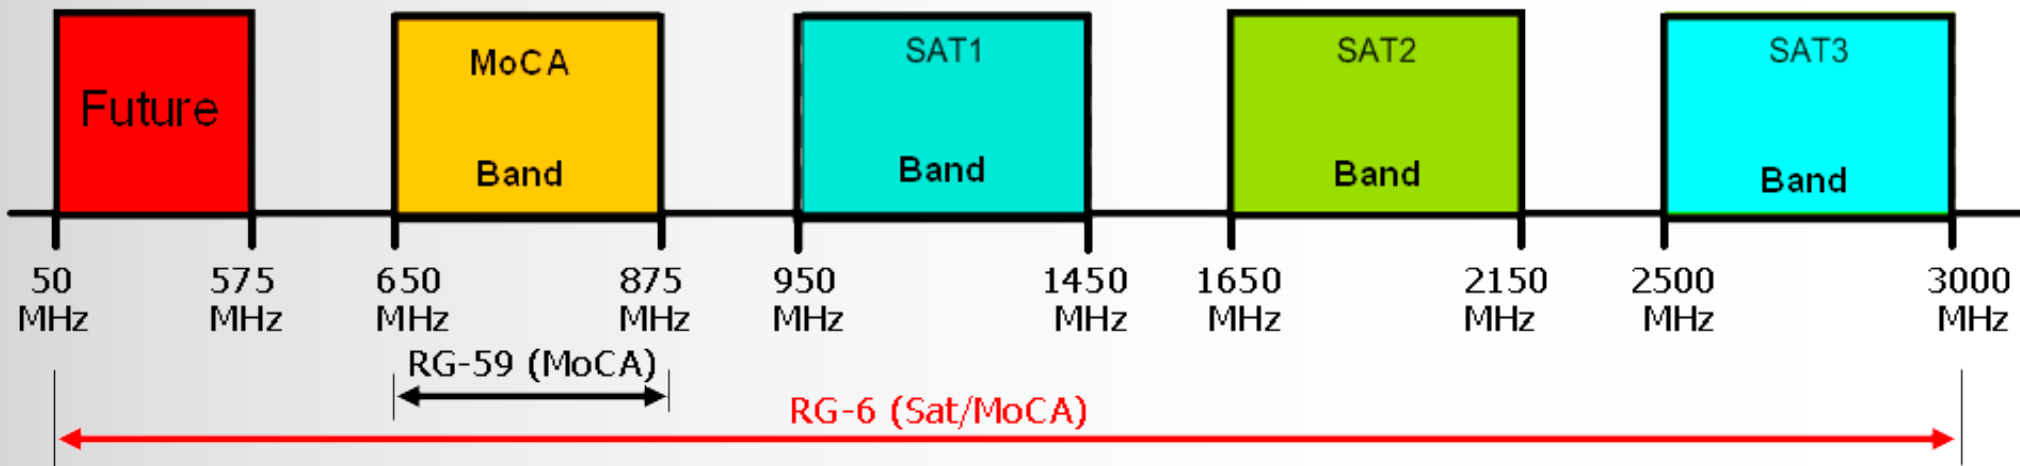 Future
MoCA
Band
SAT1
Band
SAT2
Band
SAT3
Band
50
MHz
575
MHz
650
MHz
875
MHz
950
MHz
1450
MHz
1650
MHz
2150
MHz
2500
MHz
3000
MHz
RG-59 (MoCA)
RG-6 (Sat/MoCA)